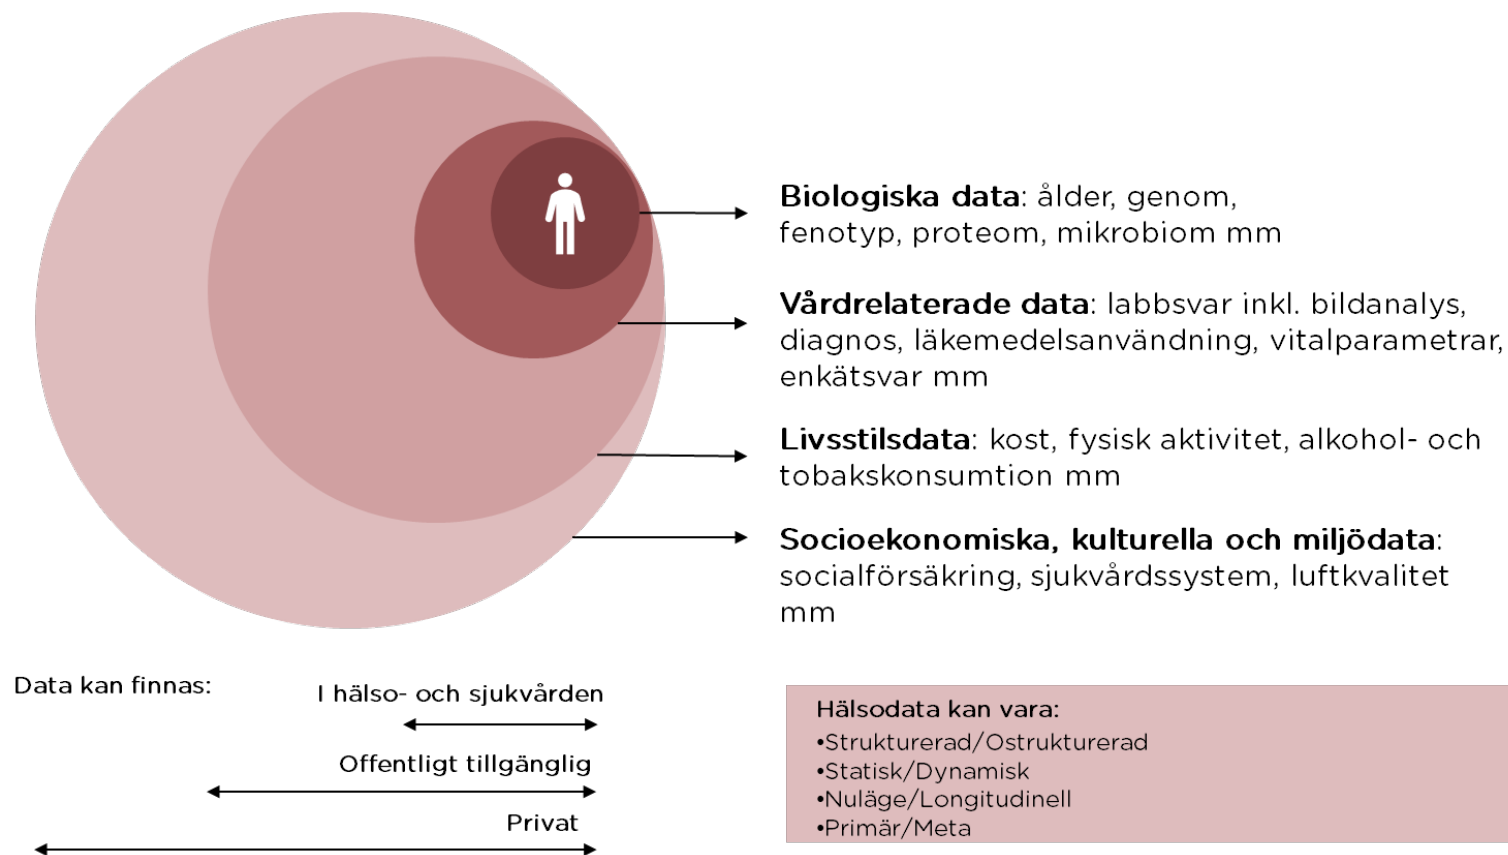 Biologiska data: ålder, genom,
fenotyp, proteom, mikrobiom mm
Vårdrelaterade data: labbsvar inkl. bildanalys,
diagnos, läkemedelsanvändning, vitalparametrar,
enkätsvar mm
Livsstilsdata: kost, fysisk aktivitet, alkohol- och
tobakskonsumtion mm
Socioekonomiska, kulturella och miljödata:
socialförsäkring, sjukvårdssystem, luftkvalitet
mm
Data kan finnas:
I hälso- och sjukvården
Offentligt tillgänglig
Privat
Hälsodata kan vara:
•Strukturerad/Ostrukturerad
•Statisk/Dynamisk
•Nuläge/Longitudinell
•Primär/Meta